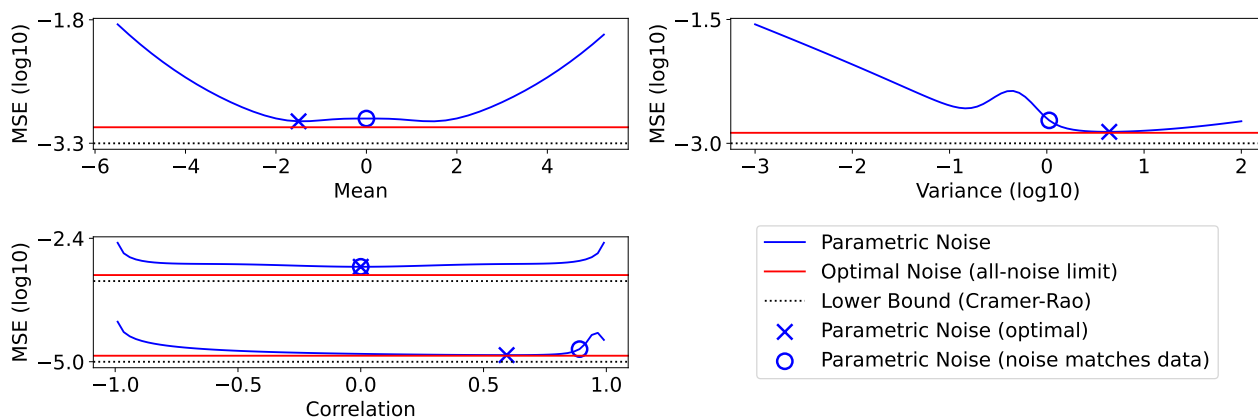 −1.8
−3.3
MSE (log10)
−6 −4 −2 0 2 4
Mean
−1.5
−3.0
MSE (log10)
−3 −2 −1 0 1 2
Variance (log10)
−2.4
−5.0
MSE (log10)
−1.0 −0.5 0.0 0.5 1.0
Correlation
Parametric Noise
Optimal Noise (all-noise limit)
Lower Bound (Cramer-Rao)
Parametric Noise (optimal)
Parametric Noise (noise matches data)